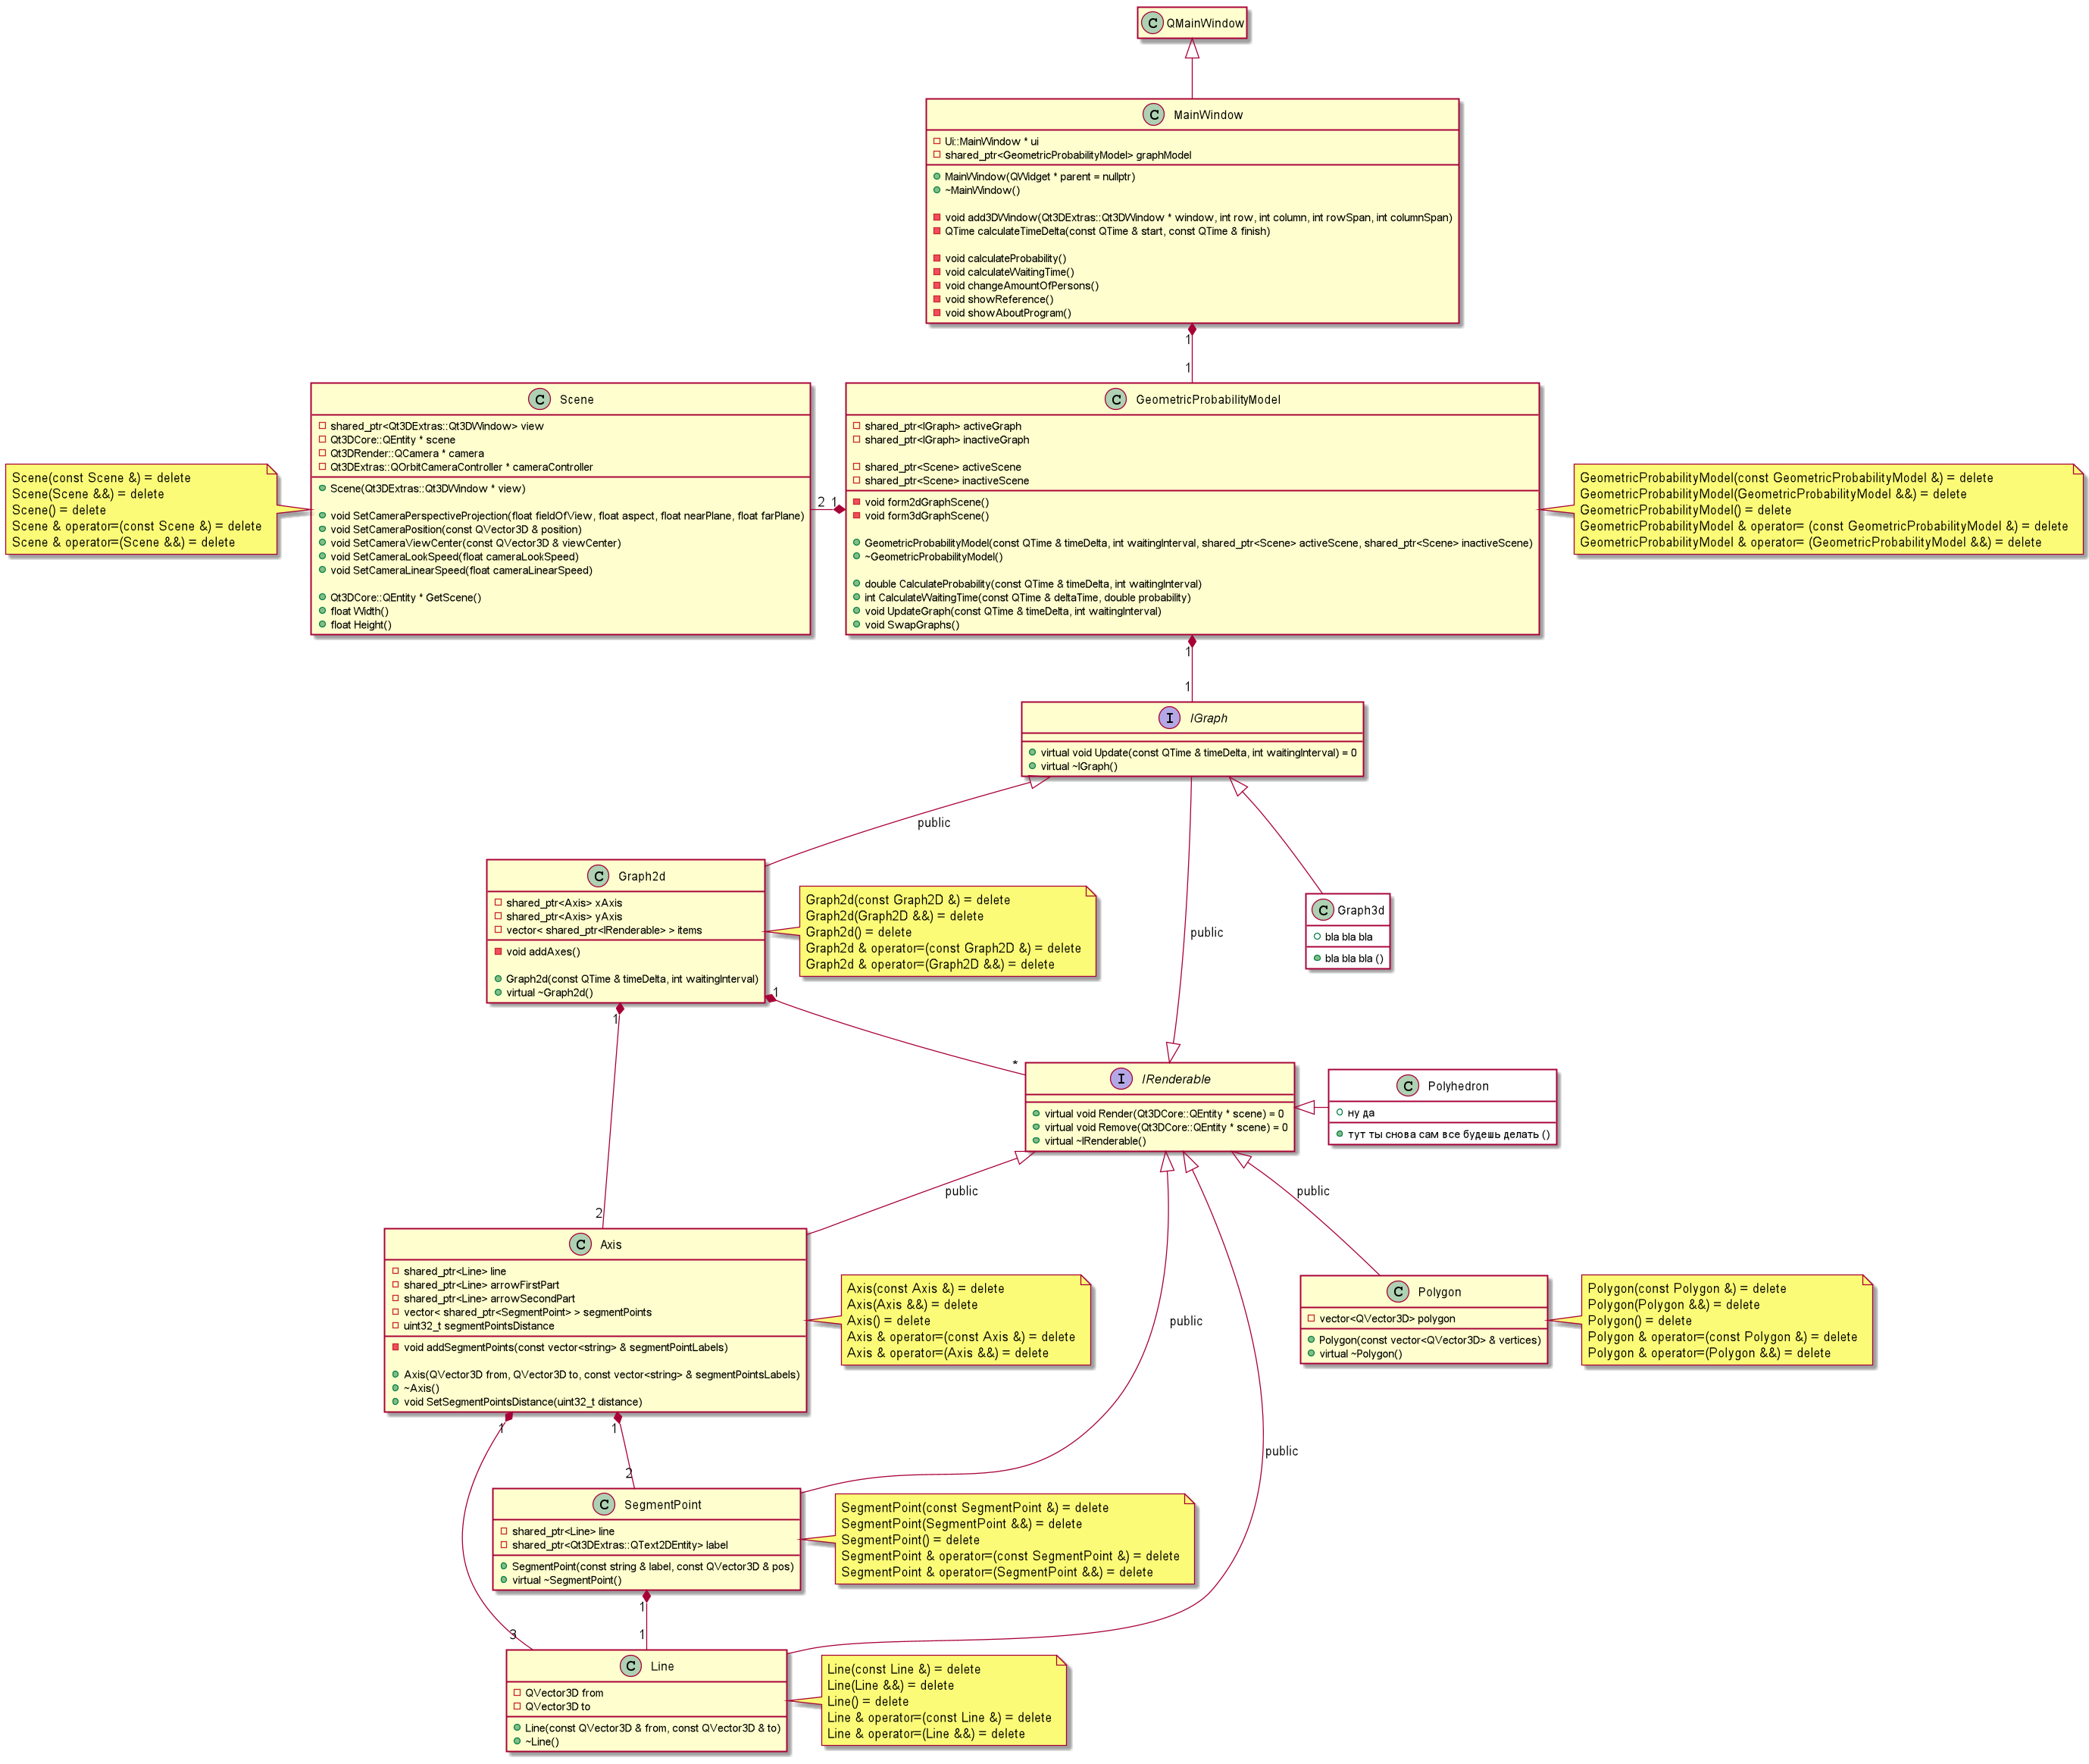 C QMainWindow
C MainWindow
Ui::MainWindow * ui
shared_ptr<GeometricProbabilityModel> graphModel
MainWindow(QWidget * parent = nullptr)
~MainWindow()
void add3DWindow(Qt3DExtras::Qt3DWindow * window, int row, int column, int rowSpan, int columnSpan)
QTime calculateTimeDelta(const QTime & start, const QTime & finish)
void calculateProbability()
void calculateWaitingTime()
void changeAmountOfPersons()
void showReference()
void showAboutProgram()
1
1
C Scene
shared_ptr<Qt3DExtras::Qt3DWindow> view
Qt3DCore::QEntity * scene
Qt3DRender::QCamera * camera
Qt3DExtras::QOrbitCameraController * cameraController
Scene(Qt3DExtras::Qt3DWindow * view)
void SetCameraPerspectiveProjection(float fieldOfView, float aspect, float nearPlane, float farPlane)
void SetCameraPosition(const QVector3D & position)
void SetCameraViewCenter(const QVector3D & viewCenter)
void SetCameraLookSpeed(float cameraLookSpeed)
void SetCameraLinearSpeed(float cameraLinearSpeed)
Qt3DCore::QEntity * GetScene()
float Width()
float Height()
Scene(const Scene &) = delete
Scene(Scene &&) = delete
Scene() = delete
Scene & operator=(const Scene &) = delete
Scene & operator=(Scene &&) = delete
2 1
C GeometricProbabilityModel
shared_ptr<IGraph> activeGraph
shared_ptr<IGraph> inactiveGraph
shared_ptr<Scene> activeScene
shared_ptr<Scene> inactiveScene
void form2dGraphScene()
void form3dGraphScene()
GeometricProbabilityModel(const QTime & timeDelta, int waitingInterval, shared_ptr<Scene> activeScene, shared_ptr<Scene> inactiveScene)
~GeometricProbabilityModel()
double CalculateProbability(const QTime & timeDelta, int waitingInterval)
int CalculateWaitingTime(const QTime & deltaTime, double probability)
void UpdateGraph(const QTime & timeDelta, int waitingInterval)
void SwapGraphs()
GeometricProbabilityModel(const GeometricProbabilityModel &) = delete
GeometricProbabilityModel(GeometricProbabilityModel &&) = delete
GeometricProbabilityModel() = delete
GeometricProbabilityModel & operator= (const GeometricProbabilityModel &) = delete
GeometricProbabilityModel & operator= (GeometricProbabilityModel &&) = delete
1
1
I IGraph
virtual void Update(const QTime & timeDelta, int waitingInterval) = 0
virtual ~IGraph()
public
public
C Graph2d
shared_ptr<Axis> xAxis
shared_ptr<Axis> yAxis
vector< shared_ptr<IRenderable> > items
void addAxes()
Graph2d(const QTime & timeDelta, int waitingInterval)
virtual ~Graph2d()
Graph2d(const Graph2D &) = delete
Graph2d(Graph2D &&) = delete
Graph2d() = delete
Graph2d & operator=(const Graph2D &) = delete
Graph2d & operator=(Graph2D &&) = delete
C Graph3d
bla bla bla
bla bla bla ()
1
1
*
2
I IRenderable
virtual void Render(Qt3DCore::QEntity * scene) = 0
virtual void Remove(Qt3DCore::QEntity * scene) = 0
virtual ~IRenderable()
C Polyhedron
ну да
тут ты снова сам все будешь делать ()
public
public
public
public
C Axis
shared_ptr<Line> line
shared_ptr<Line> arrowFirstPart
shared_ptr<Line> arrowSecondPart
vector< shared_ptr<SegmentPoint> > segmentPoints
uint32_t segmentPointsDistance
void addSegmentPoints(const vector<string> & segmentPointLabels)
Axis(QVector3D from, QVector3D to, const vector<string> & segmentPointsLabels)
~Axis()
void SetSegmentPointsDistance(uint32_t distance)
Axis(const Axis &) = delete
Axis(Axis &&) = delete
Axis() = delete
Axis & operator=(const Axis &) = delete
Axis & operator=(Axis &&) = delete
C Polygon
vector<QVector3D> polygon
Polygon(const vector<QVector3D> & vertices)
virtual ~Polygon()
Polygon(const Polygon &) = delete
Polygon(Polygon &&) = delete
Polygon() = delete
Polygon & operator=(const Polygon &) = delete
Polygon & operator=(Polygon &&) = delete
1
1
2
3
C SegmentPoint
shared_ptr<Line> line
shared_ptr<Qt3DExtras::QText2DEntity> label
SegmentPoint(const string & label, const QVector3D & pos)
virtual ~SegmentPoint()
SegmentPoint(const SegmentPoint &) = delete
SegmentPoint(SegmentPoint &&) = delete
SegmentPoint() = delete
SegmentPoint & operator=(const SegmentPoint &) = delete
SegmentPoint & operator=(SegmentPoint &&) = delete
1
1
C Line
QVector3D from
QVector3D to
Line(const QVector3D & from, const QVector3D & to)
~Line()
Line(const Line &) = delete
Line(Line &&) = delete
Line() = delete
Line & operator=(const Line &) = delete
Line & operator=(Line &&) = delete